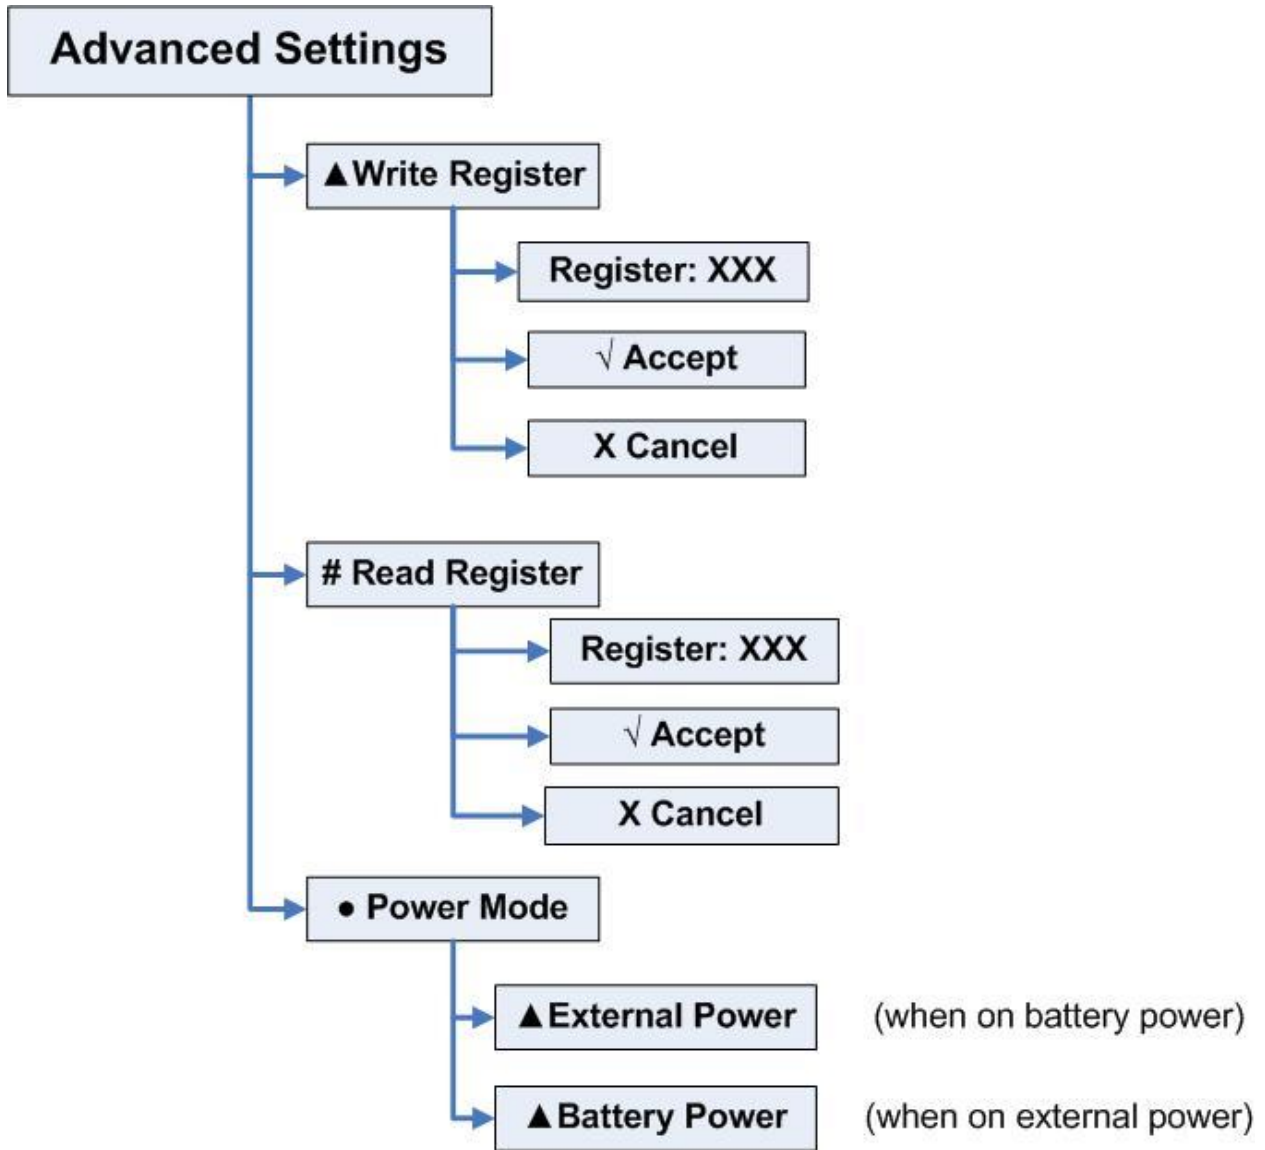 Advanced Settings
▲Write Register
Register: XXX
√ Accept
X Cancel
# Read Register
Register: XXX
√ Accept
X Cancel
● Power Mode
▲External Power (when on battery power)
▲Battery Power (when on external power)